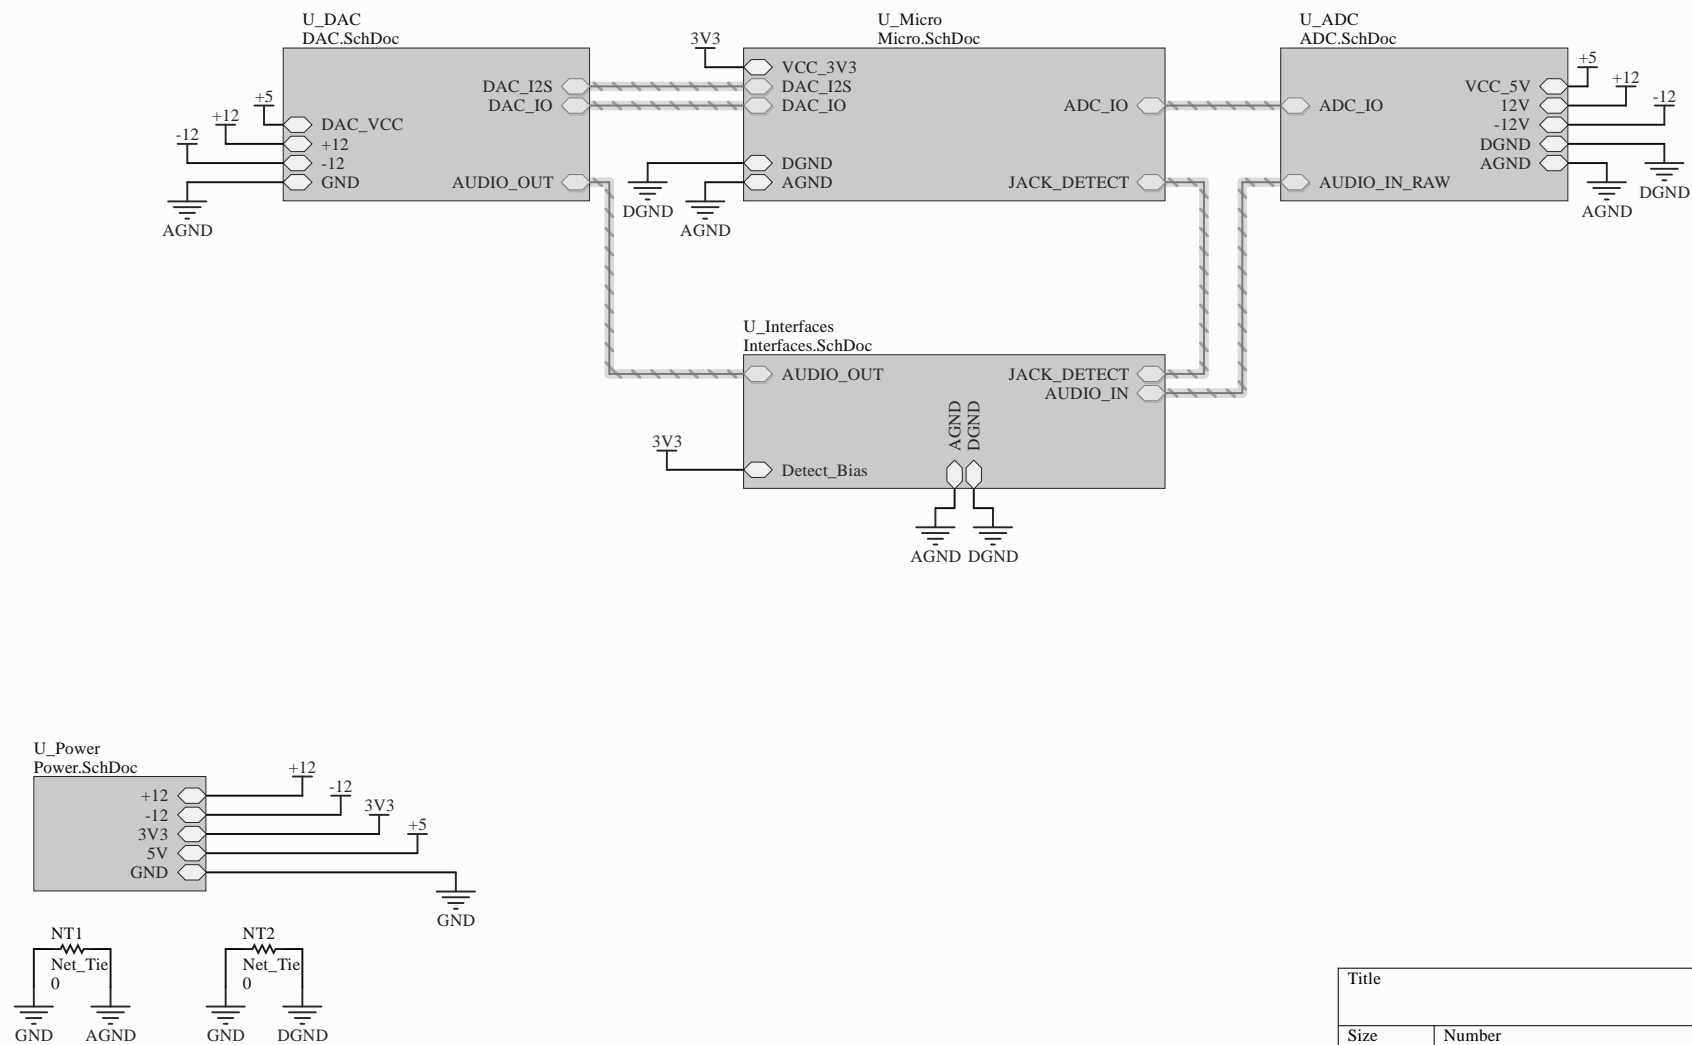 U_DAC
DAC.SchDoc
DAC_I2S
DAC_IO
+5
DAC_VCC
+12
+12
-12
-12
GND
AUDIO_OUT
AGND
U_Micro
Micro.SchDoc
3V3
VCC_3V3
DAC_I2S
DAC_IO
ADC_IO
DGND
AGND
JACK_DETECT
DGND
AGND
U_ADC
ADC.SchDoc
+5
VCC_5V
+12
12V
-12
-12V
DGND
AGND
ADC_IO
AUDIO_IN_RAW
DGND
AGND
U_Interfaces
Interfaces.SchDoc
AUDIO_OUT
JACK_DETECT
AUDIO_IN
AGND
DGND
3V3
Detect_Bias
AGND
DGND
U_Power
Power.SchDoc
+12
+12
-12
-12
3V3
3V3
+5
5V
GND
GND
NT1
Net_Tie
0
GND
AGND
NT2
Net_Tie
0
GND
DGND
Title
Size
Number